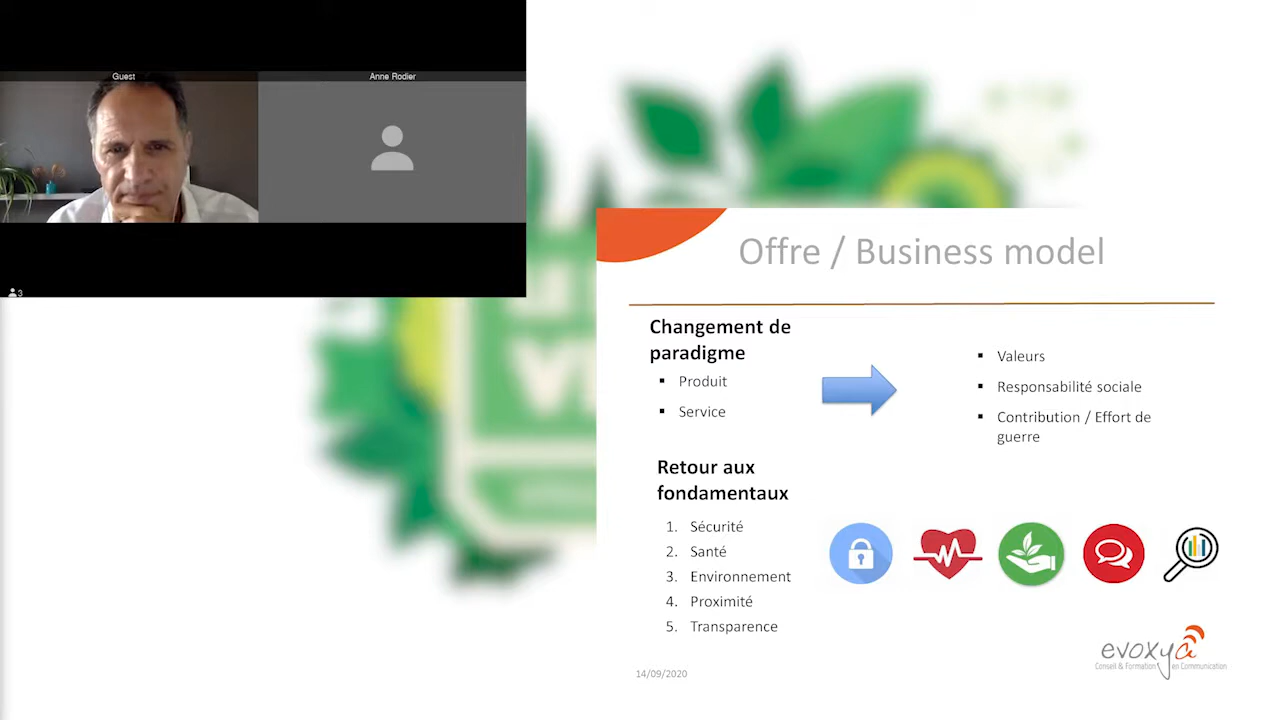 Guest
Anne Rodier
3
Offre / Business model
Changement de
paradigme
▪ Produit
▪ Service
▪ Valeurs
▪ Responsabilité sociale
▪ Contribution / Effort de
guerre
Retour aux
fondamentaux
1. Sécurité
2. Santé
3. Environnement
4. Proximité
5. Transparence
evoxya
Conseil & Formation en Communication
14/09/2020